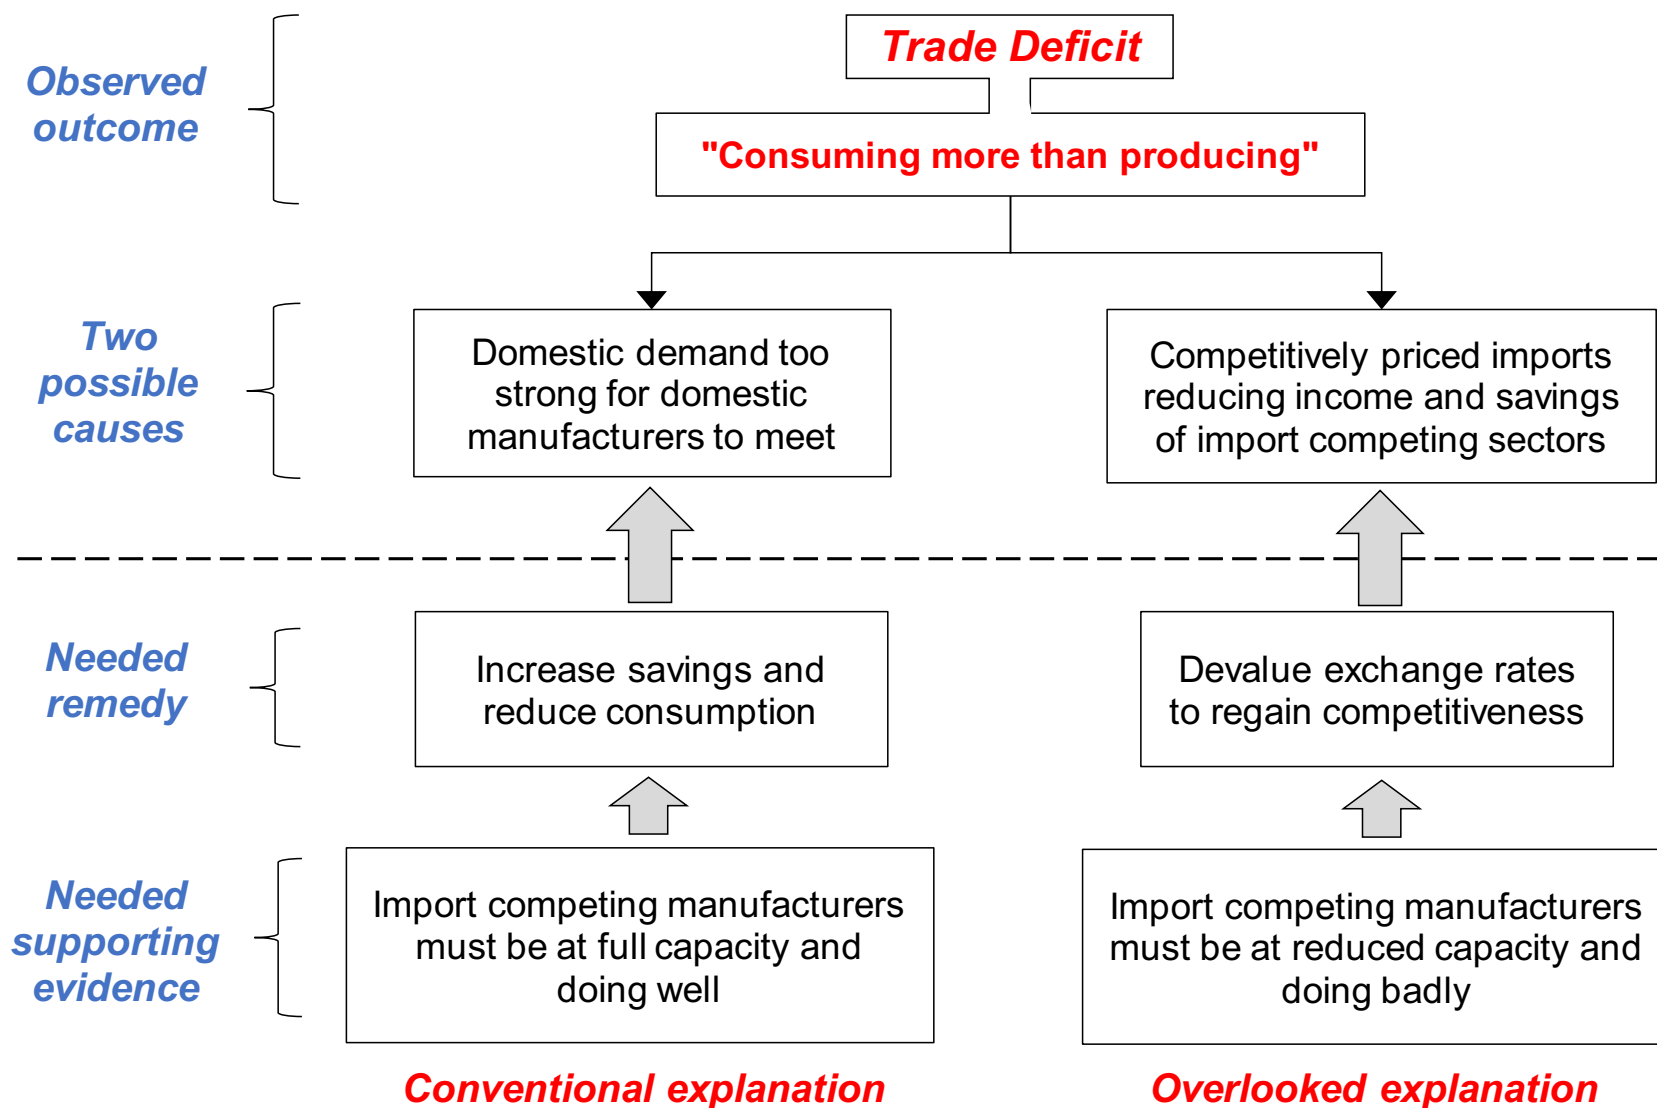 Trade Deficit
Observed
outcome
"Consuming more than producing"
Two
possible
causes
Domestic demand too
strong for domestic
manufacturers to meet
Competitively priced imports
reducing income and savings
of import competing sectors
Needed
remedy
Increase savings and
reduce consumption
Devalue exchange rates
to regain competitiveness
Needed
supporting
evidence
Import competing manufacturers
must be at full capacity and
doing well
Import competing manufacturers
must be at reduced capacity and
doing badly
Conventional explanation
Overlooked explanation